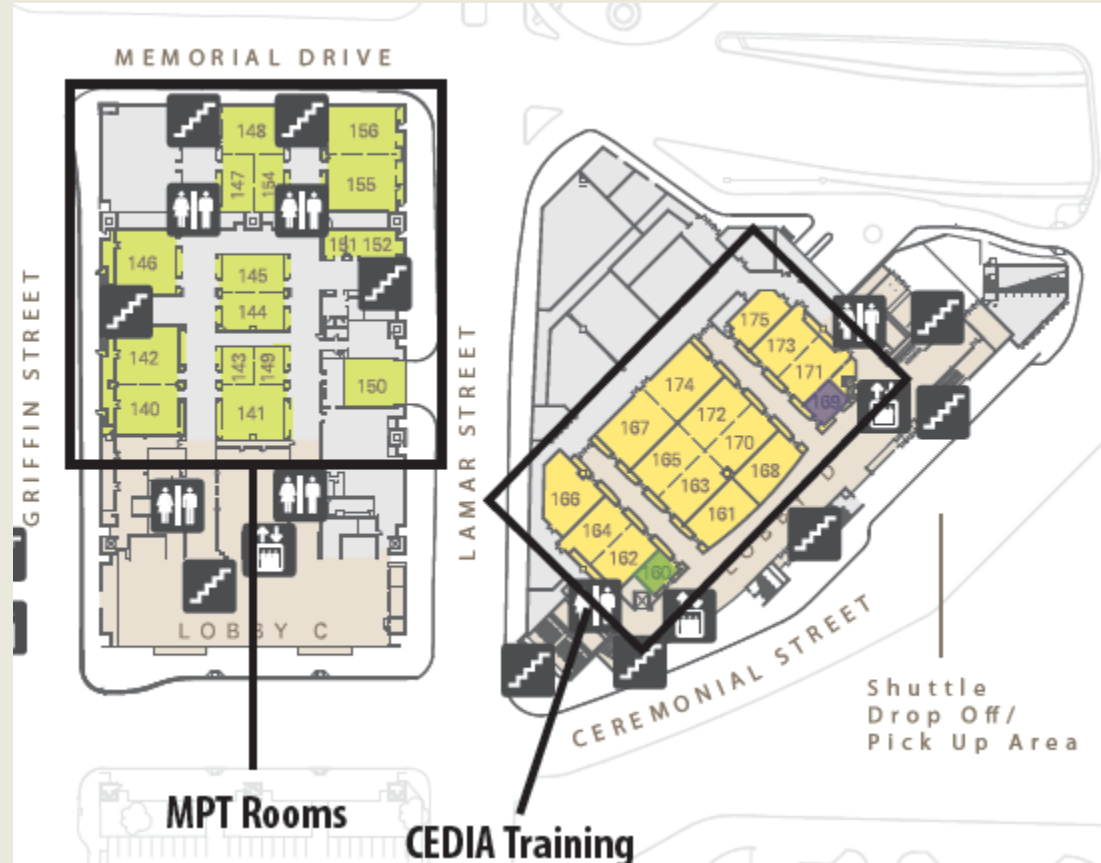 MEMORIAL DRIVE
148
156
147
154
155
151 152
146
145
144
142
143
149
150
140
141
GRIFFIN STREET
LAMAR STREET
LOBBY C
175
173
171
169
174
172
167
170
165
168
163
161
166
164
162
160
LOBBY D
CEREMONIAL STREET
Shuttle
Drop Off/
Pick Up Area
MPT Rooms
CEDIA Training